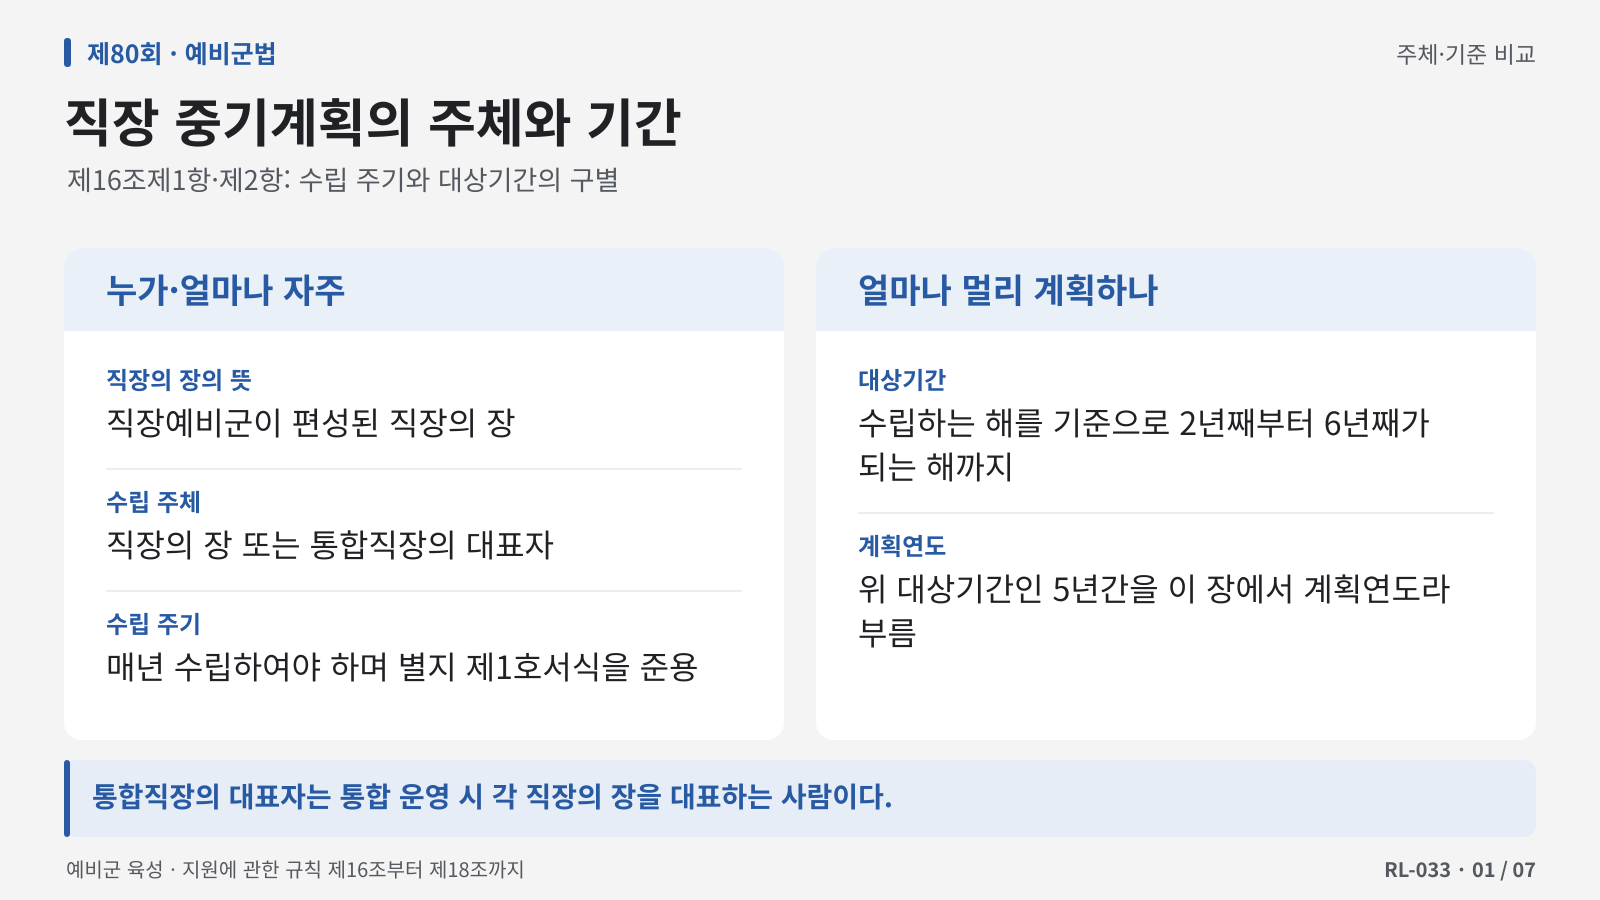 제80회 · 예비군법
주체·기준 비교
직장 중기계획의 주체와 기간
제16조제1항·제2항: 수립 주기와 대상기간의 구별
누가·얼마나 자주
직장의 장의 뜻
직장예비군이 편성된 직장의 장
수립 주체
직장의 장 또는 통합직장의 대표자
수립 주기
매년 수립하여야 하며 별지 제1호서식을 준용
얼마나 멀리 계획하나
대상기간
수립하는 해를 기준으로 2년째부터 6년째가
되는 해까지
계획연도
위 대상기간인 5년간을 이 장에서 계획연도라
부름
통합직장의 대표자는 통합 운영 시 각 직장의 장을 대표하는 사람이다.
예비군 육성 · 지원에 관한 규칙 제16조부터 제18조까지
RL-033 · 01 / 07